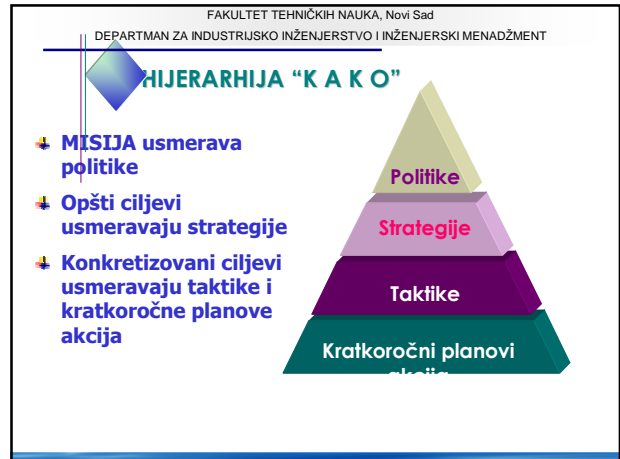 FAKULTET TEHNIČKIH NAUKA, Novi Sad
DEPARTMAN ZA INDUSTRIJSKO INŽENJERSTVO I INŽENJERSKI MENADŽMENT
HIJERARHIJA “K A K O”
MISIJA usmerava
politike
Opšti ciljevi
usmeravaju strategije
Konkretizovani ciljevi
usmeravaju taktike i
kratkoročne planove
akcija
Politike
Strategije
Taktike
Kratkoročni planovi
akcija